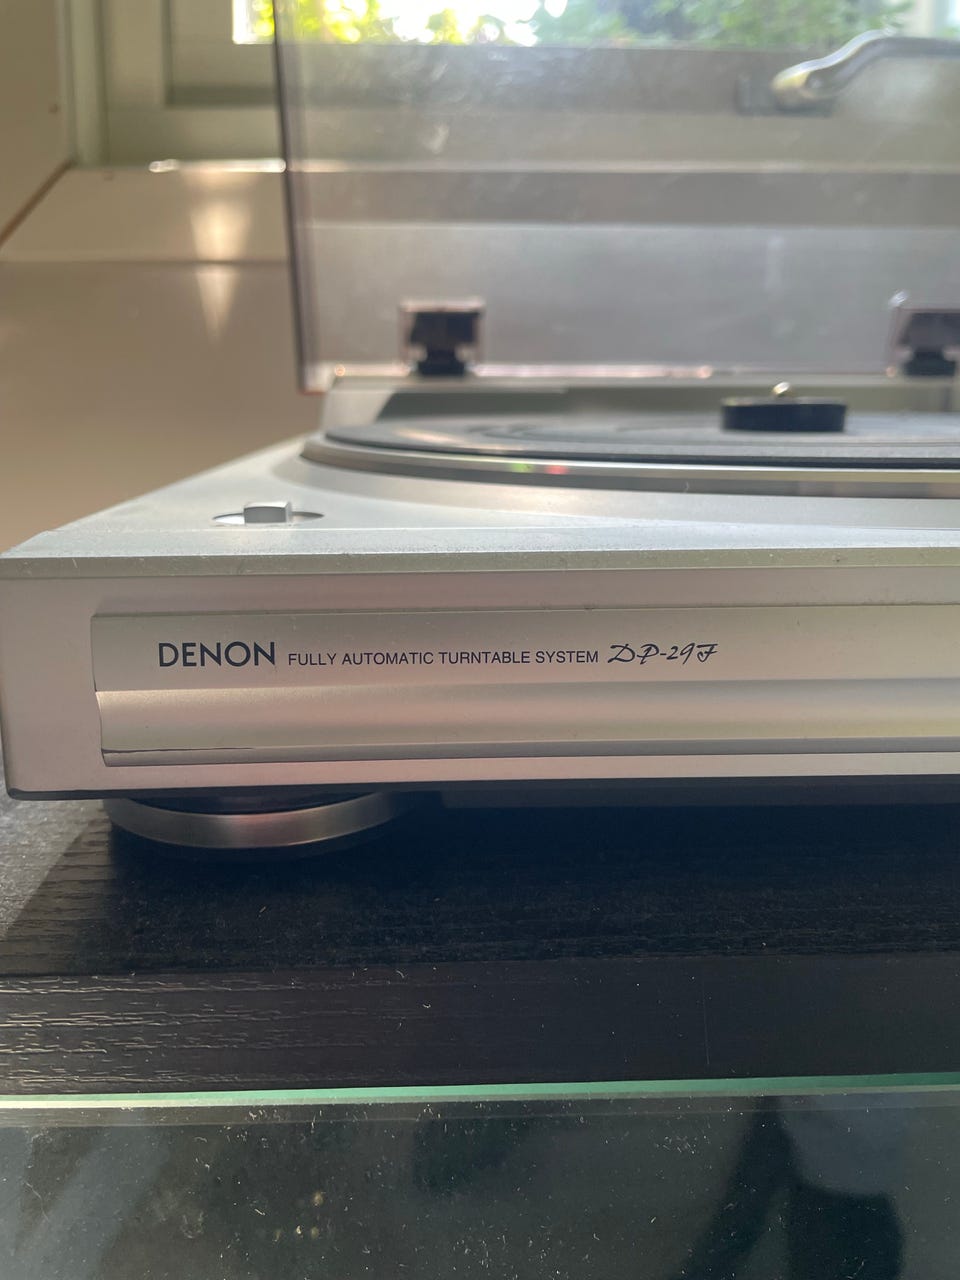 DENON FULLY AUTOMATIC TURNTABLE SYSTEM DP-29F